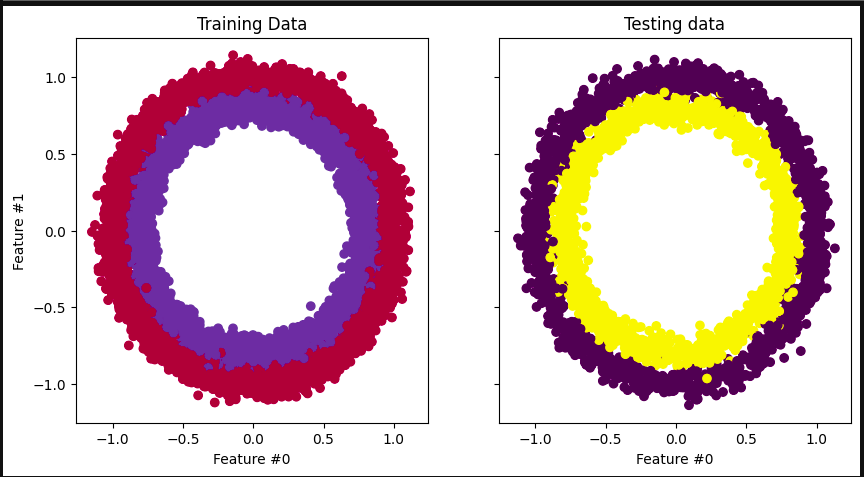 Training Data
Testing data
1.0
0.5
0.0
−0.5
−1.0
Feature #1
−1.0 −0.5 0.0 0.5 1.0
−1.0 −0.5 0.0 0.5 1.0
Feature #0
Feature #0